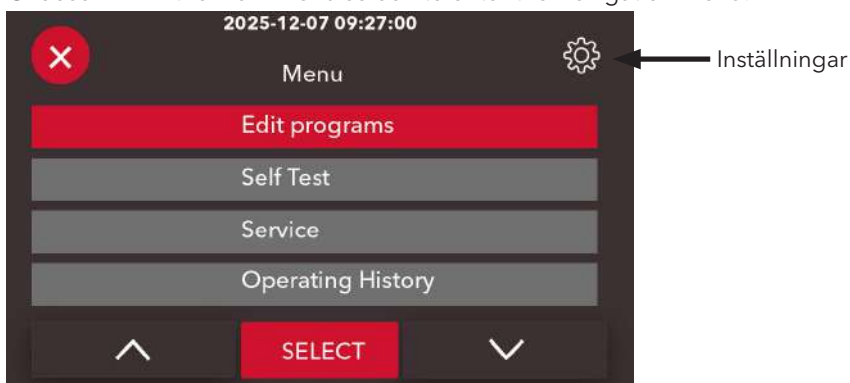 2025-12-07 09:27:00
Menu
Inställningar
Edit programs
Self Test
Service
Operating History
SELECT